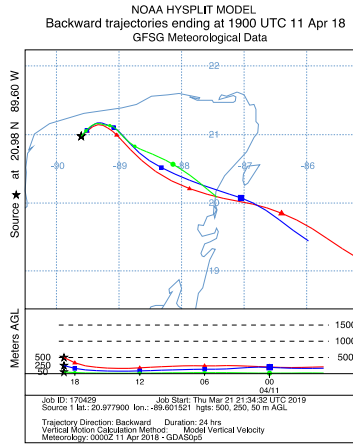 NOAA HYSPLIT MODEL
Backward trajectories ending at 1900 UTC 11 Apr 18
GFSG Meteorological Data
Source ★ at 20.98 N 89.60 W
22
21
-90
-89
-88
-87
-86
20
19
Meters AGL
1500
1000
500
500
250
50
18
12
06
00
04/11
Job ID: 170429 Job Start: Thu Mar 21 21:34:32 UTC 2019
Source 1 lat.: 20.977900 lon.: -89.601521 hgts: 500, 250, 50 m AGL
Trajectory Direction: Backward Duration: 24 hrs
Vertical Motion Calculation Method: Model Vertical Velocity
Meteorology: 0000Z 11 Apr 2018 - GDAS0p5